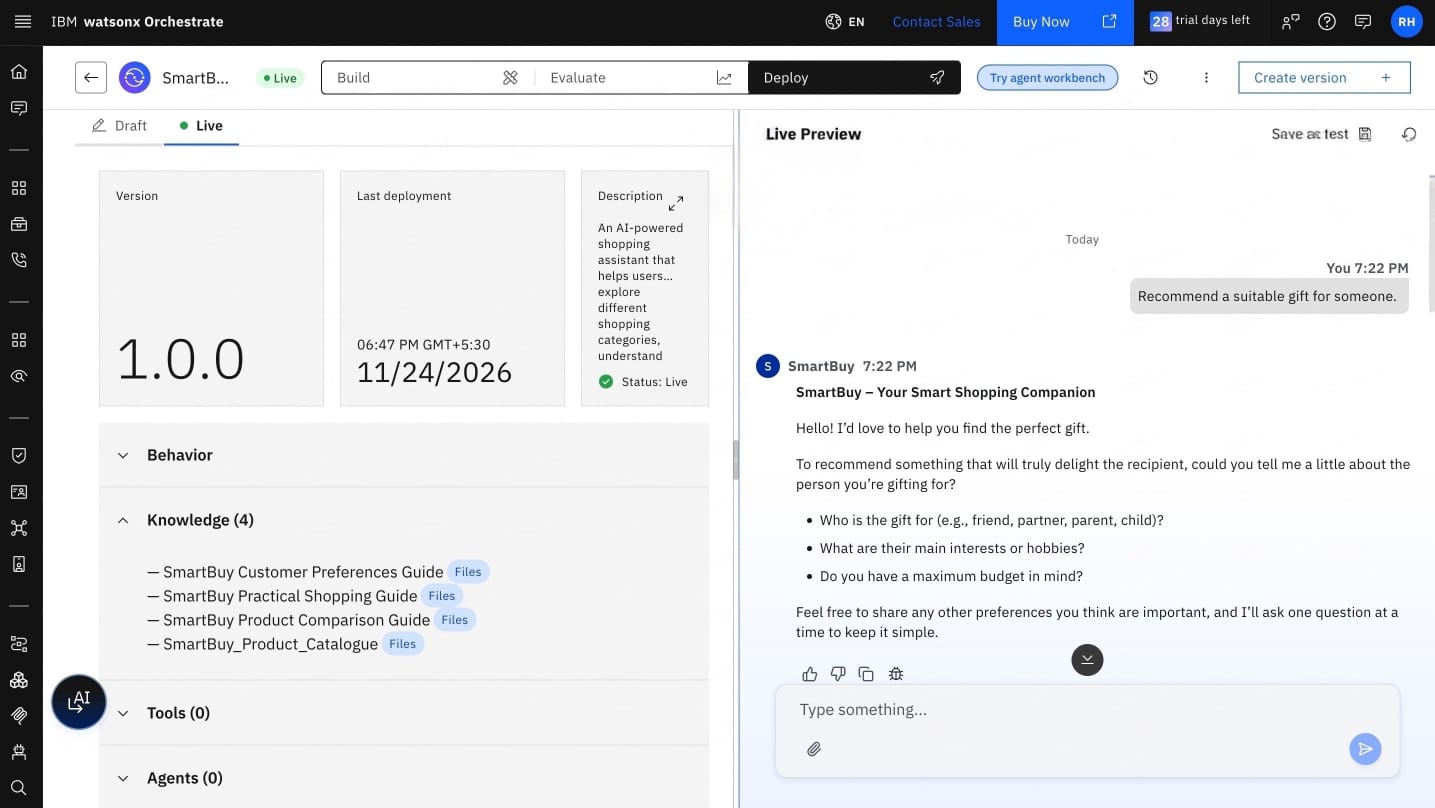 IBM watsonx Orchestrate
EN
Contact Sales
Buy Now
28 trial days left
RH
SmartB...
Live
Build
Evaluate
Deploy
Try agent workbench
Create version +
Draft
Live
Version
1.0.0
Last deployment
06:47 PM GMT+5:30
11/24/2026
Description
An AI-powered
shopping
assistant that
helps users...
explore
different
shopping
categories,
understand
Status: Live
Behavior
Knowledge (4)
— SmartBuy Customer Preferences Guide Files
— SmartBuy Practical Shopping Guide Files
— SmartBuy Product Comparison Guide Files
— SmartBuy_Product_Catalogue Files
Tools (0)
Agents (0)
AI
Live Preview
Save as test
Today
You 7:22 PM
Recommend a suitable gift for someone.
S
SmartBuy 7:22 PM
SmartBuy – Your Smart Shopping Companion
Hello! I’d love to help you find the perfect gift.
To recommend something that will truly delight the recipient, could you tell me a little about the
person you’re gifting for?
• Who is the gift for (e.g., friend, partner, parent, child)?
• What are their main interests or hobbies?
• Do you have a maximum budget in mind?
Feel free to share any other preferences you think are important, and I’ll ask one question at a
time to keep it simple.
Type something...